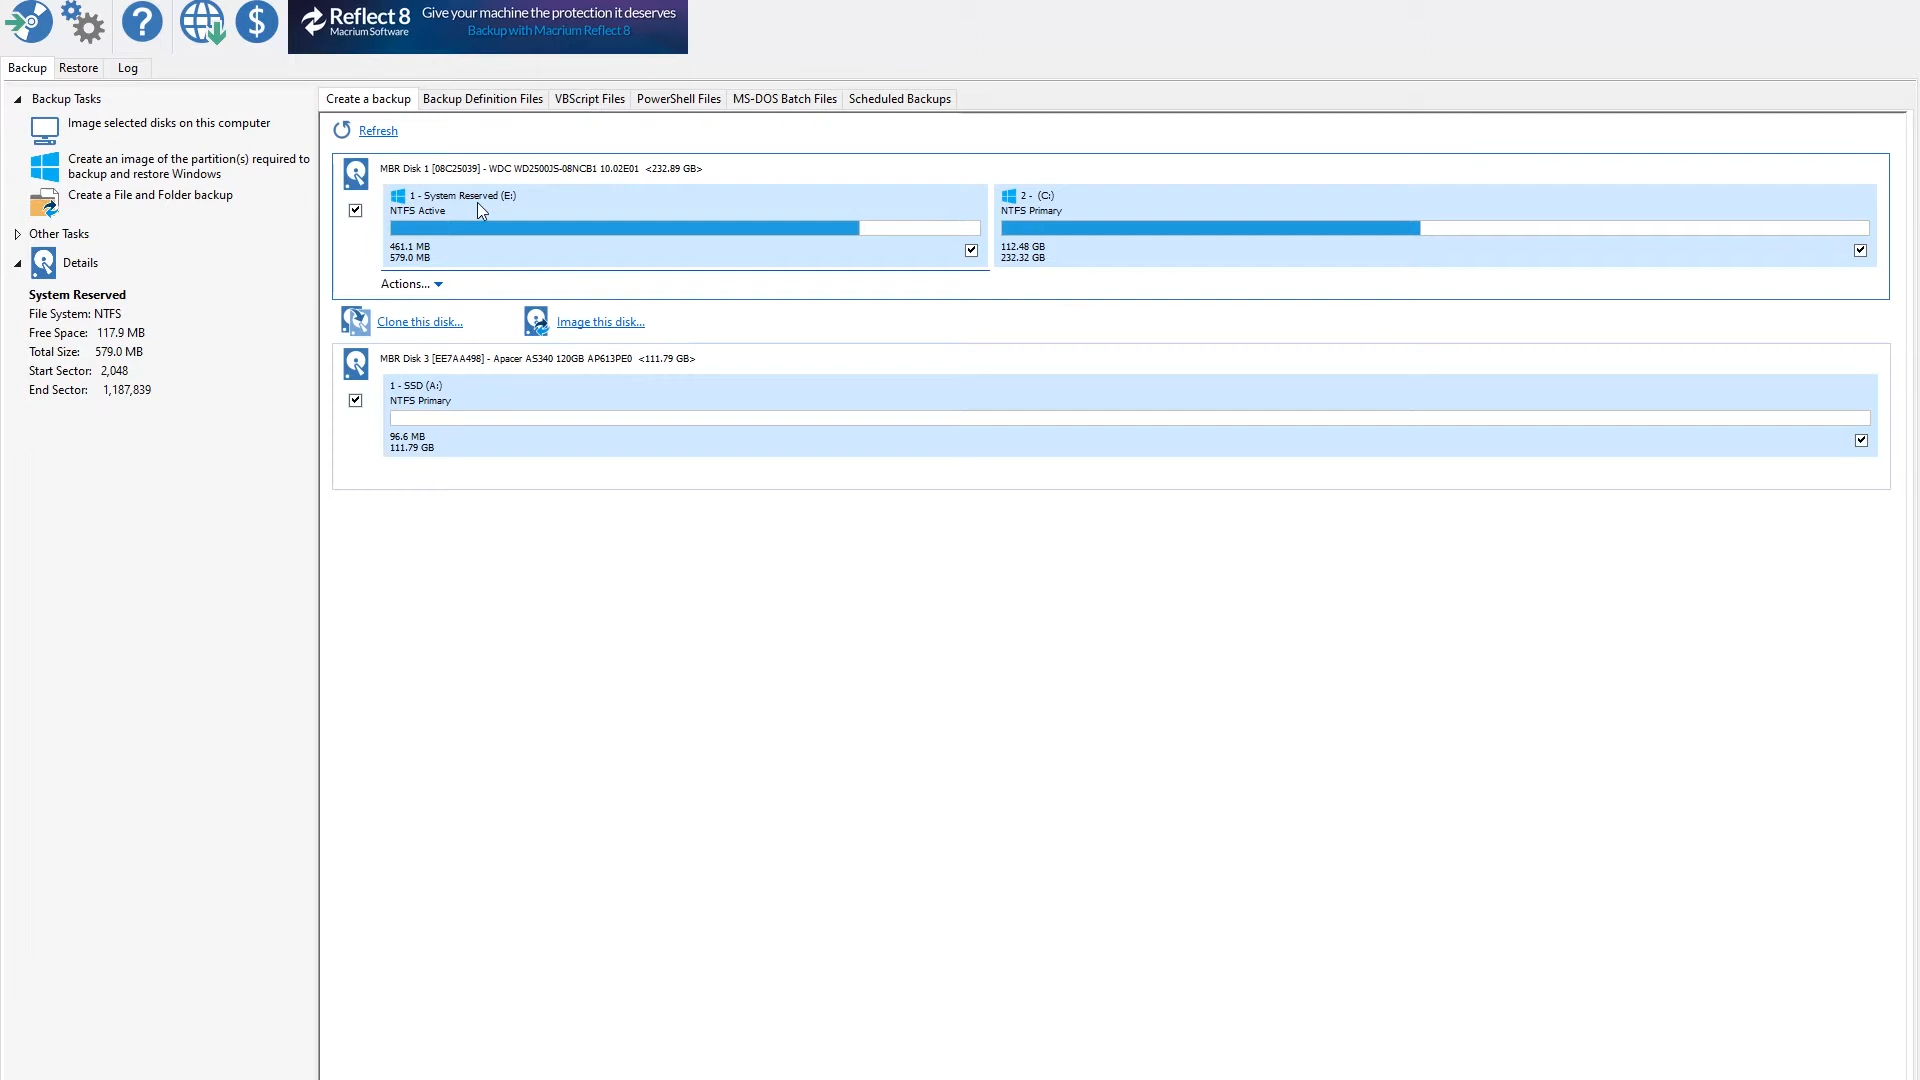 Reflect 8
Macrium Software
Give your machine the protection it deserves
Backup with Macrium Reflect 8
Backup Restore Log
Backup Tasks
Image selected disks on this computer
Create an image of the partition(s) required to
backup and restore Windows
Create a File and Folder backup
Other Tasks
Details
System Reserved
File System: NTFS
Free Space: 117.9 MB
Total Size: 579.0 MB
Start Sector: 2,048
End Sector: 1,187,839
Create a backup Backup Definition Files VBScript Files PowerShell Files MS-DOS Batch Files Scheduled Backups
Refresh
MBR Disk 1 [08C25039] - WDC WD2500JS-08NCB1 10.02E01 <232.89 GB>
1 - System Reserved (E:)
NTFS Active
461.1 MB
579.0 MB
2 - (C:)
NTFS Primary
112.48 GB
232.32 GB
Actions...
Clone this disk... Image this disk...
MBR Disk 3 [EE7AA498] - Apacer AS340 120GB AP613PE0 <111.79 GB>
1 - SSD (A:)
NTFS Primary
96.6 MB
111.79 GB